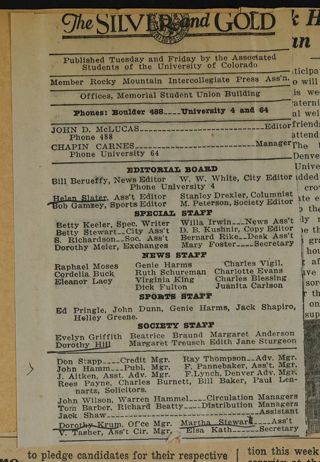 The SILVER and GOLD
Published Tuesday and Friday by the Associated
Students of the University of Colorado
Member Rocky Mountain Intercollegiate Press Ass'n.
Offices, Memorial Student Union Building
Phones: Boulder 488----University 4 and 64
JOHN D. McLUCAS----------------Editor
Phone 488
CHAPIN CARNES----------------Manager
Phone University 64
EDITORIAL BOARD
Bill Berueffy, News Editor W. W. White, City Editor
Phone University 4
Helen Slater, Ass't Editor Stanley Drexler, Columnist
Bob Gamzey, Sports Editor M. Peterson, Society Editor
SPECIAL STAFF
Betty Keeler, Spec. Writer Willa Irwin--News Ass't
Betty Stewart--City Ass't D. B. Kushnir, Copy Editor
S. Richardson--Soc. Ass't Bernard Rike--Desk Ass't
Dorothy Meier, Exchanges Mary Foster------Secretary
NEWS STAFF
Raphael Moses Genie Harms Charles Vigil,
Cordelia Buck Ruth Schureman Charlotte Evans
Eleanor Lacy Virginia King Charles Blessing
Dick Fulton Juanita Carlson
SPORTS STAFF
Ed Pringle, John Dunn, Genie Harms, Jack Shapiro,
Helley Greene.
SOCIETY STAFF
Evelyn Griffith Beatrice Braund Margaret Anderson
Dorothy Hill Margaret Treusch Edith Jane Sturgeon
Don Stapp----Credit Mgr. Ray Thompson--Adv. Mgr.
John Hamm----Publ. Mgr. F. Pannebaker, Ass't. Mgr.
J. Aitken, Asst. Adv. Mgr. F. Lynch, Denver Adv. Mgr.
Rees Payne, Charles Burnett, Bill Baker, Paul Len-
nartz, Solicitors.
John Wilson, Warren Hammel----Circulation Managers
Tom Barber, Richard Beatty----Distribution Managers
Jack Shaw--------------------------------Assistant
Dorothy Krum, Of'ce Mgr. Martha Steward----Ass't
V. Tasher, Ass't Cir. Mgr. Elsa Kath------Secretary
to pledge candidates for their respective
tion this week